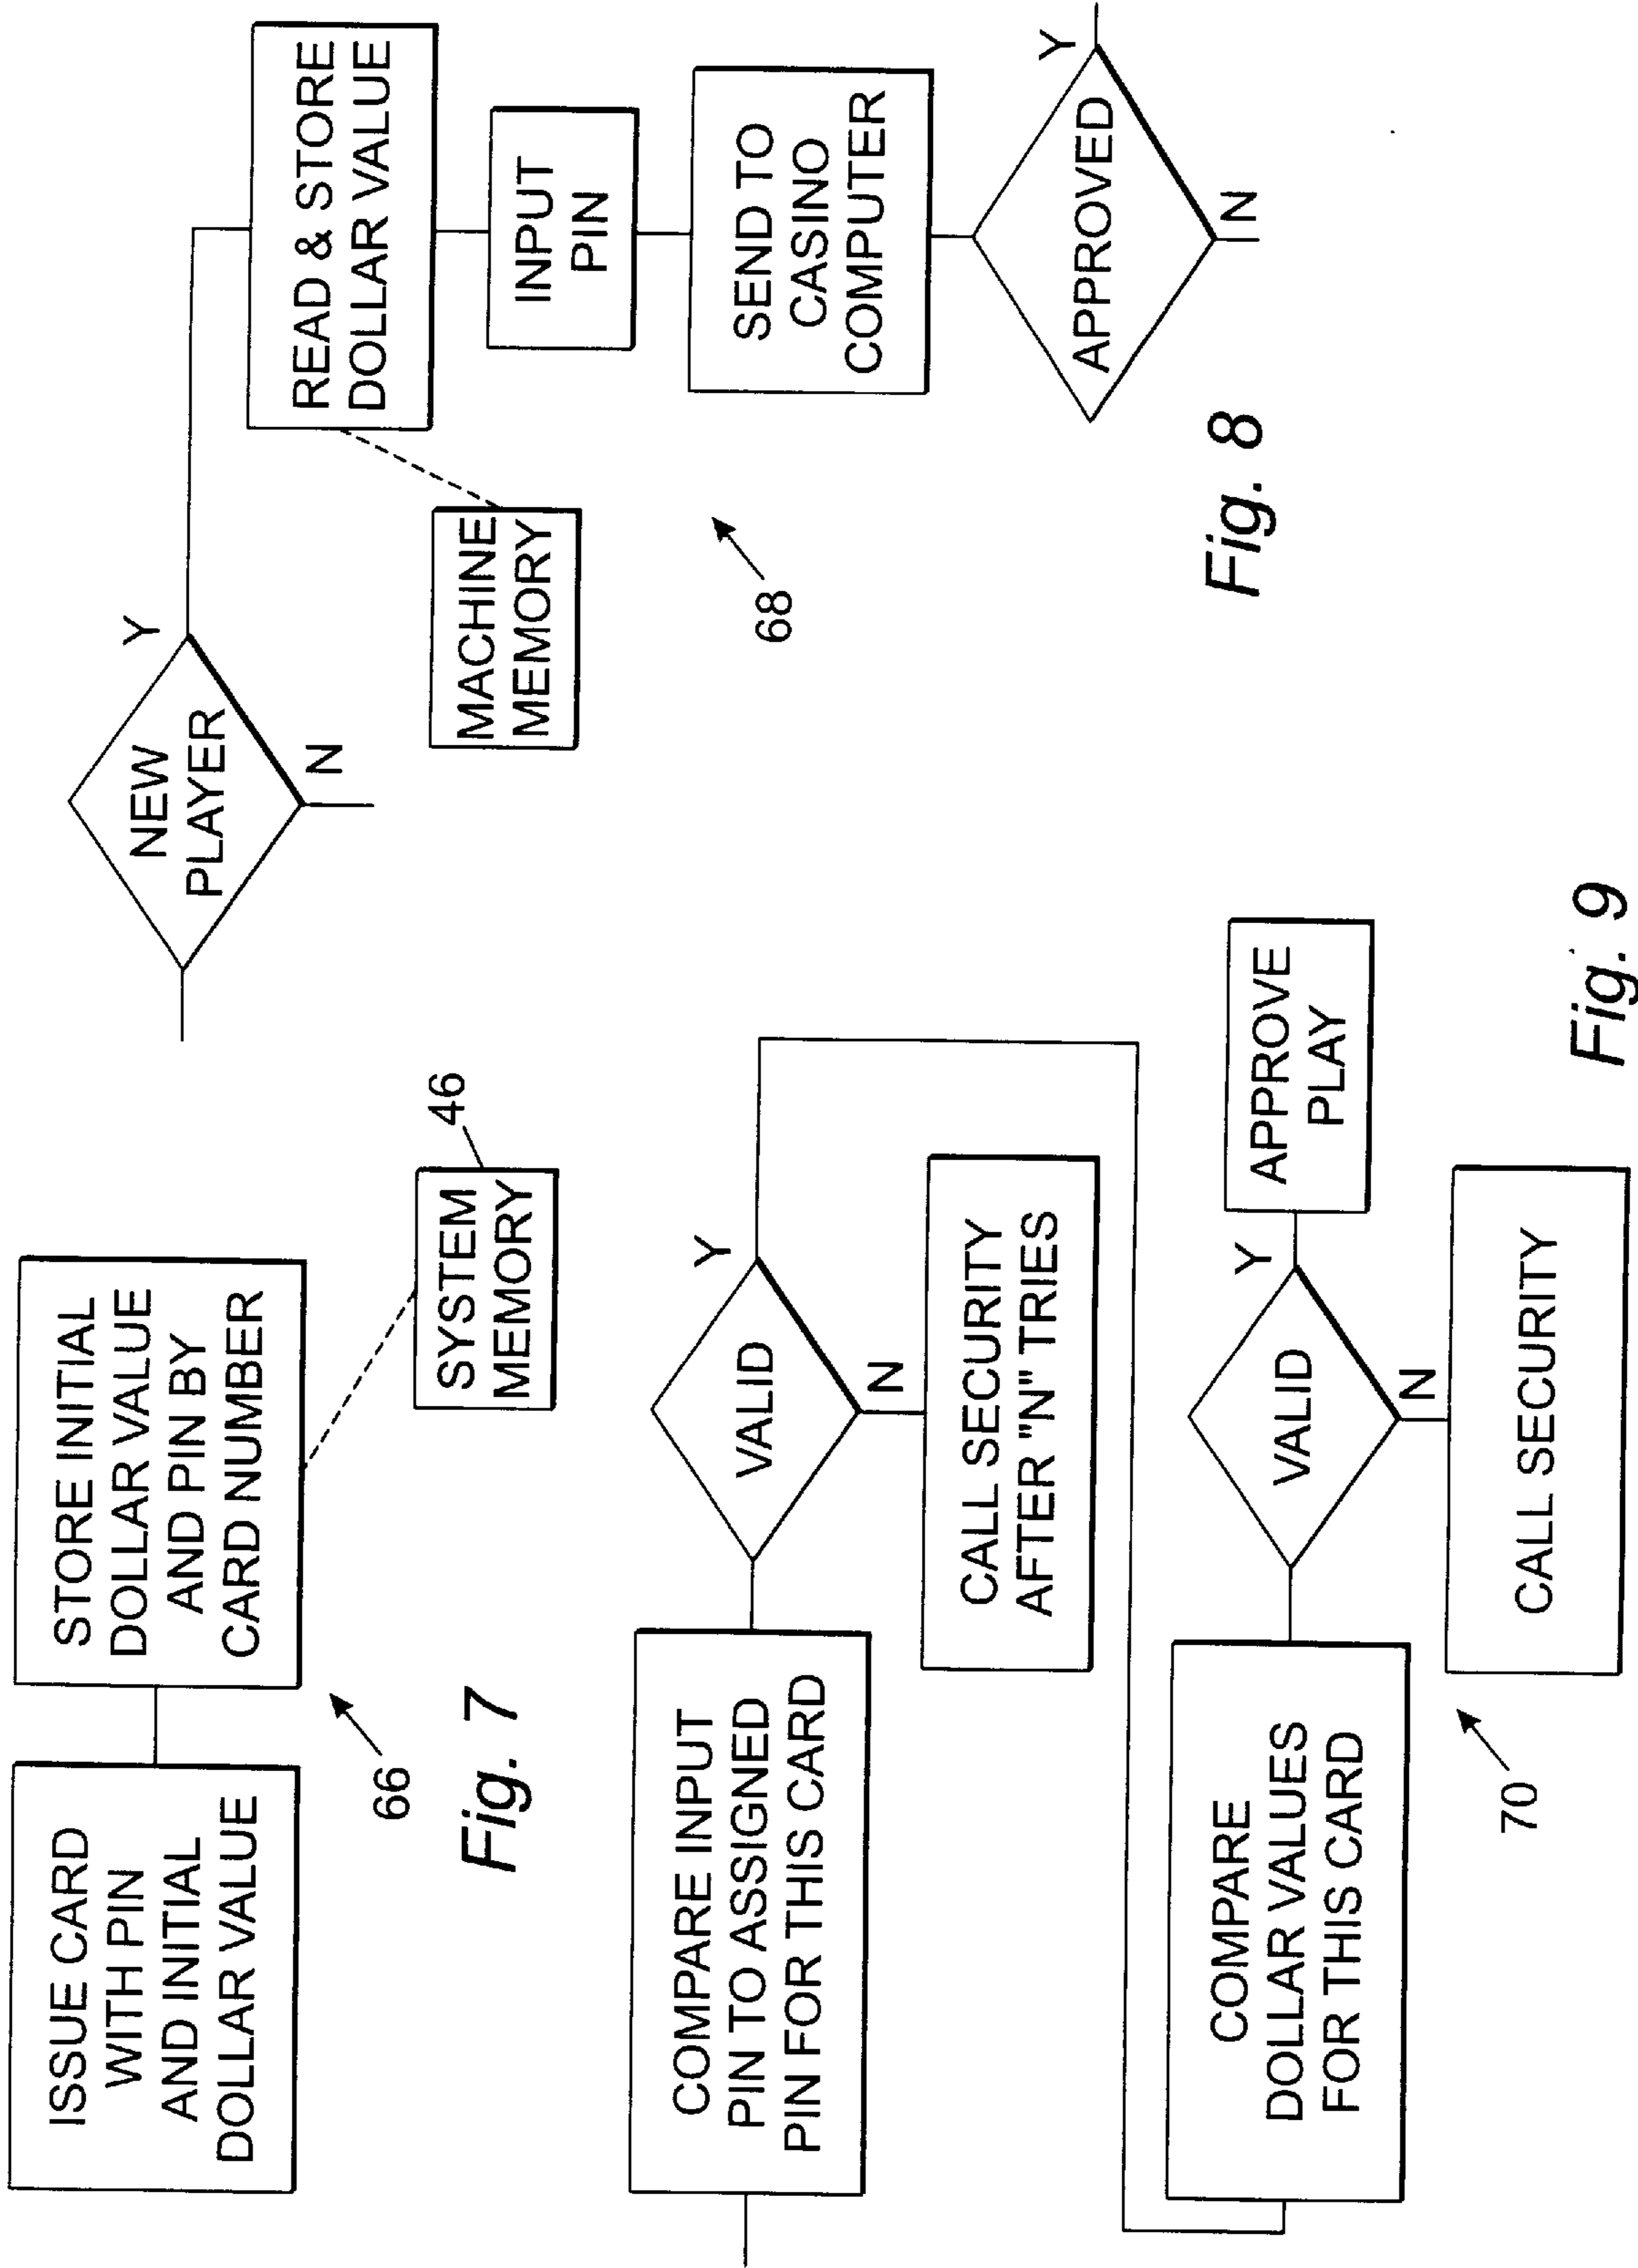 ISSUE CARD
WITH PIN
AND INITIAL
DOLLAR VALUE
STORE INITIAL
DOLLAR VALUE
AND PIN BY
CARD NUMBER
SYSTEM
MEMORY
46
66
Fig. 7
NEW
PLAYER
Y
N
READ & STORE
DOLLAR VALUE
MACHINE
MEMORY
INPUT
PIN
SEND TO
CASINO
COMPUTER
APPROVED
Y
N
68
Fig. 8
COMPARE INPUT
PIN TO ASSIGNED
PIN FOR THIS CARD
VALID
Y
N
CALL SECURITY
AFTER "N" TRIES
COMPARE
DOLLAR VALUES
FOR THIS CARD
VALID
Y
N
APPROVE
PLAY
CALL SECURITY
70
Fig. 9